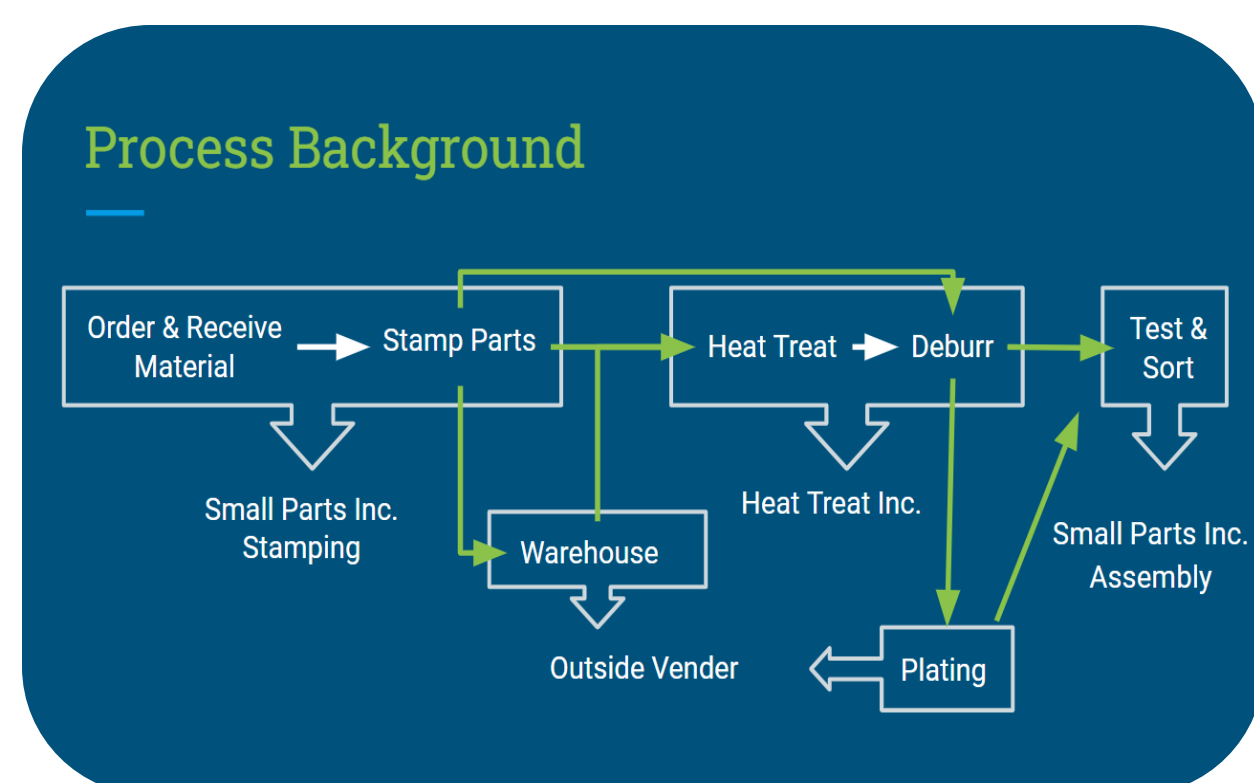 Process Background
Order & Receive
Material
Stamp Parts
Heat Treat
Deburr
Test &
Sort
Small Parts Inc.
Stamping
Warehouse
Heat Treat Inc.
Small Parts Inc.
Assembly
Outside Vender
Plating